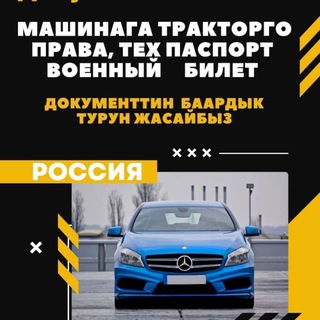 МАШИНАГА ТРАКТОРГО
ПРАВА, ТЕХ ПАСПОРТ
ВОЕННЫЙ БИЛЕТ
ДОКУМЕНТТИН БААРДЫК
ТУРУН ЖАСАЙБЫЗ
РОССИЯ